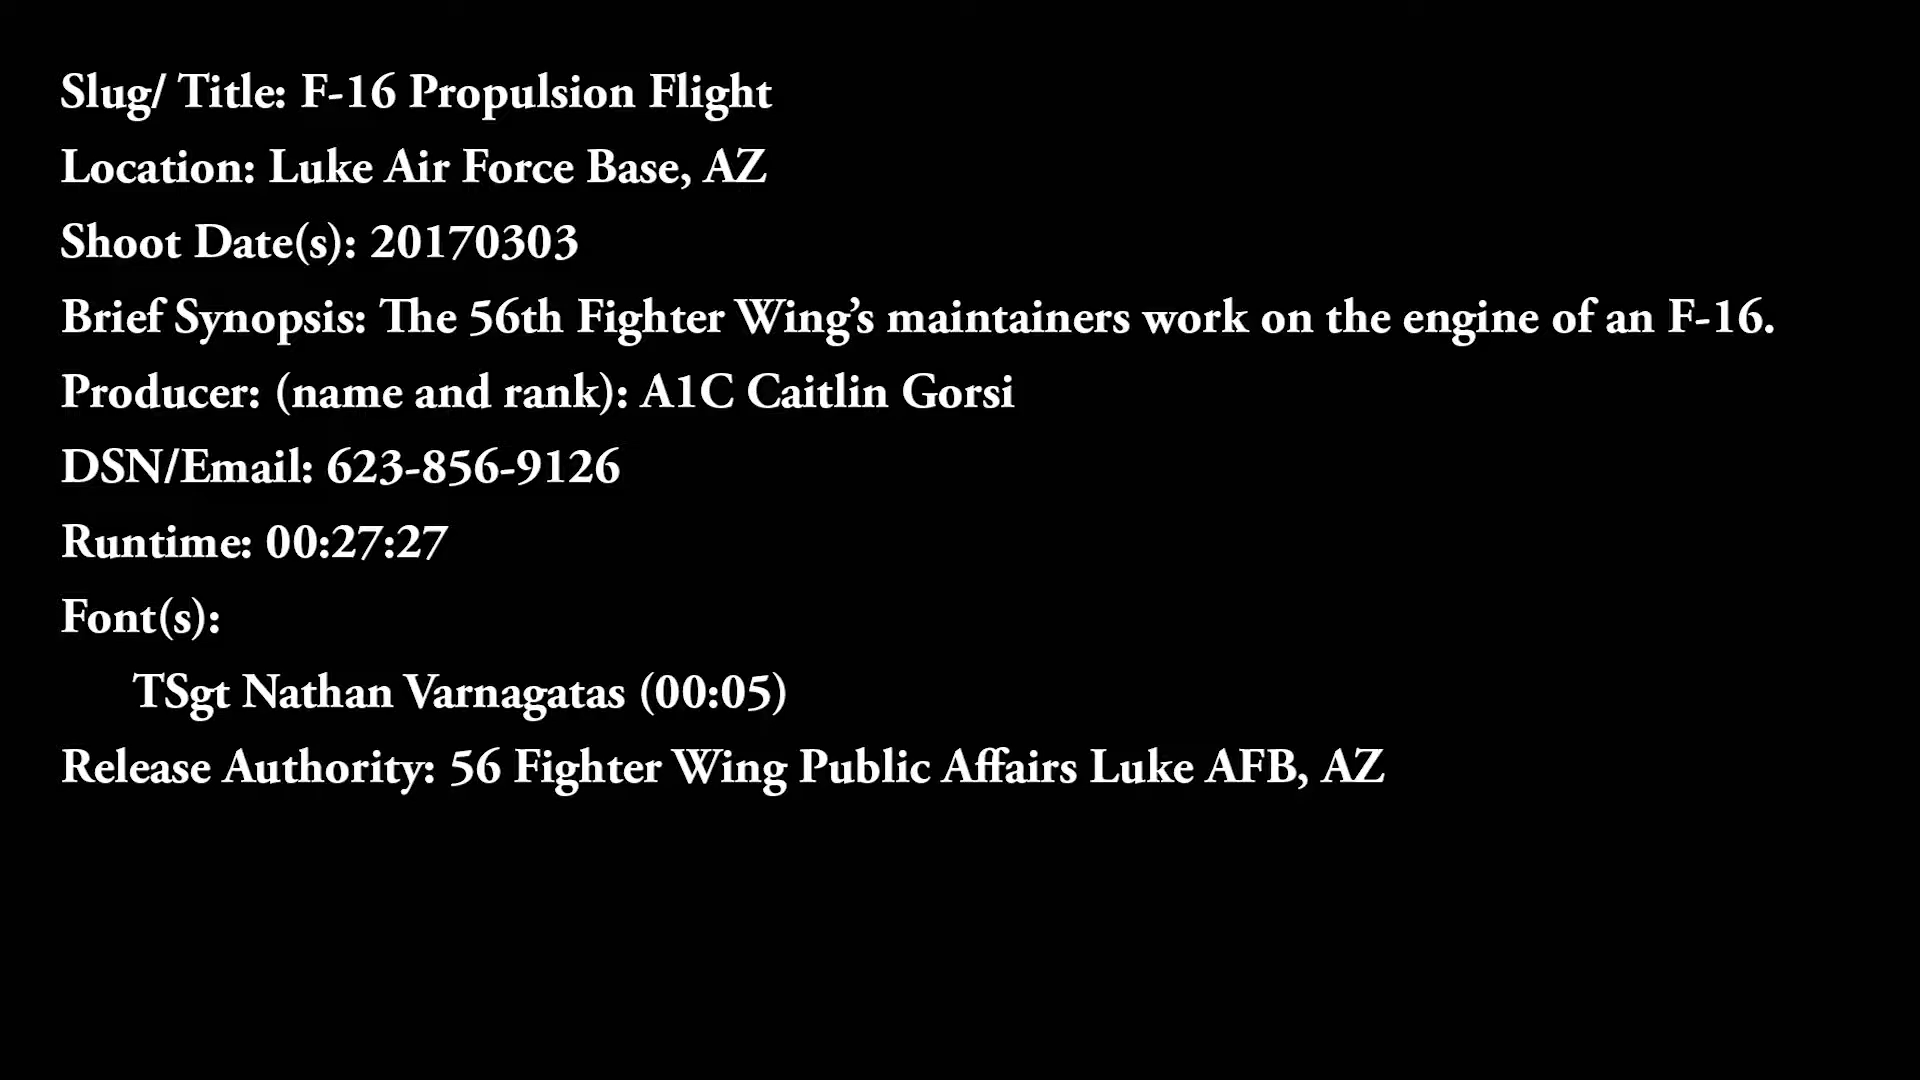 Slug/ Title: F-16 Propulsion Flight
Location: Luke Air Force Base, AZ
Shoot Date(s): 20170303
Brief Synopsis: The 56th Fighter Wing’s maintainers work on the engine of an F-16.
Producer: (name and rank): A1C Caitlin Gorsi
DSN/Email: 623-856-9126
Runtime: 00:27:27
Font(s):
TSgt Nathan Varnagatas (00:05)
Release Authority: 56 Fighter Wing Public Affairs Luke AFB, AZ